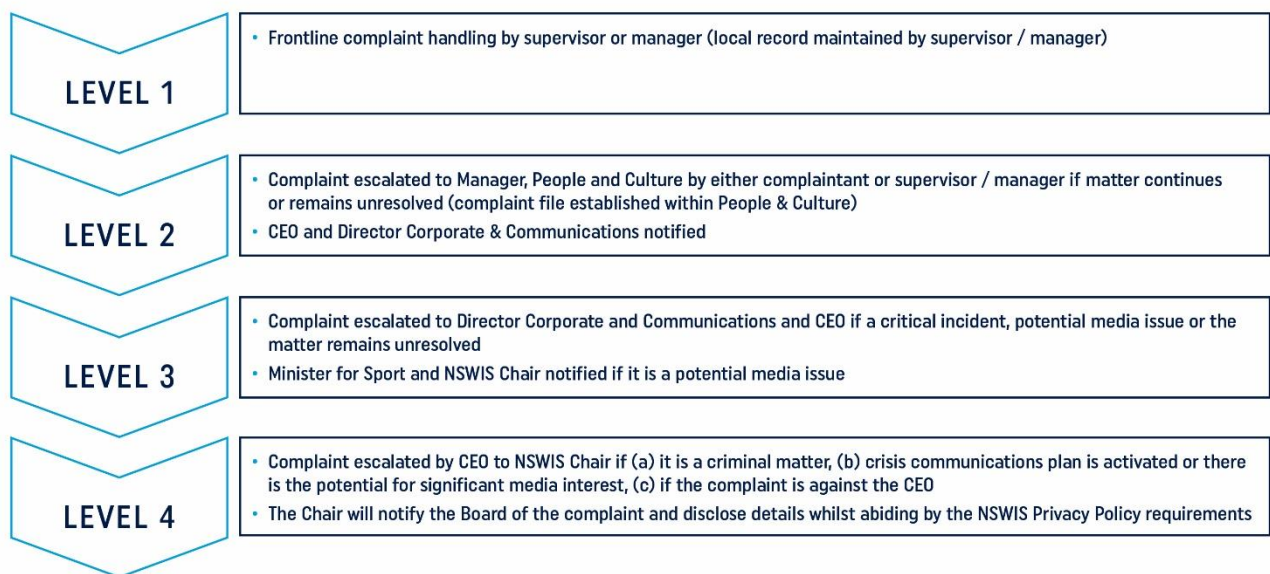 LEVEL 1
• Frontline complaint handling by supervisor or manager (local record maintained by supervisor / manager)
LEVEL 2
• Complaint escalated to Manager, People and Culture by either complainant or supervisor / manager if matter continues
or remains unresolved (complaint file established within People & Culture)
• CEO and Director Corporate & Communications notified
LEVEL 3
• Complaint escalated to Director Corporate and Communications and CEO if a critical incident, potential media issue or the
matter remains unresolved
• Minister for Sport and NSWIS Chair notified if it is a potential media issue
LEVEL 4
• Complaint escalated by CEO to NSWIS Chair if (a) it is a criminal matter, (b) crisis communications plan is activated or there
is the potential for significant media interest, (c) if the complaint is against the CEO
• The Chair will notify the Board of the complaint and disclose details whilst abiding by the NSWIS Privacy Policy requirements